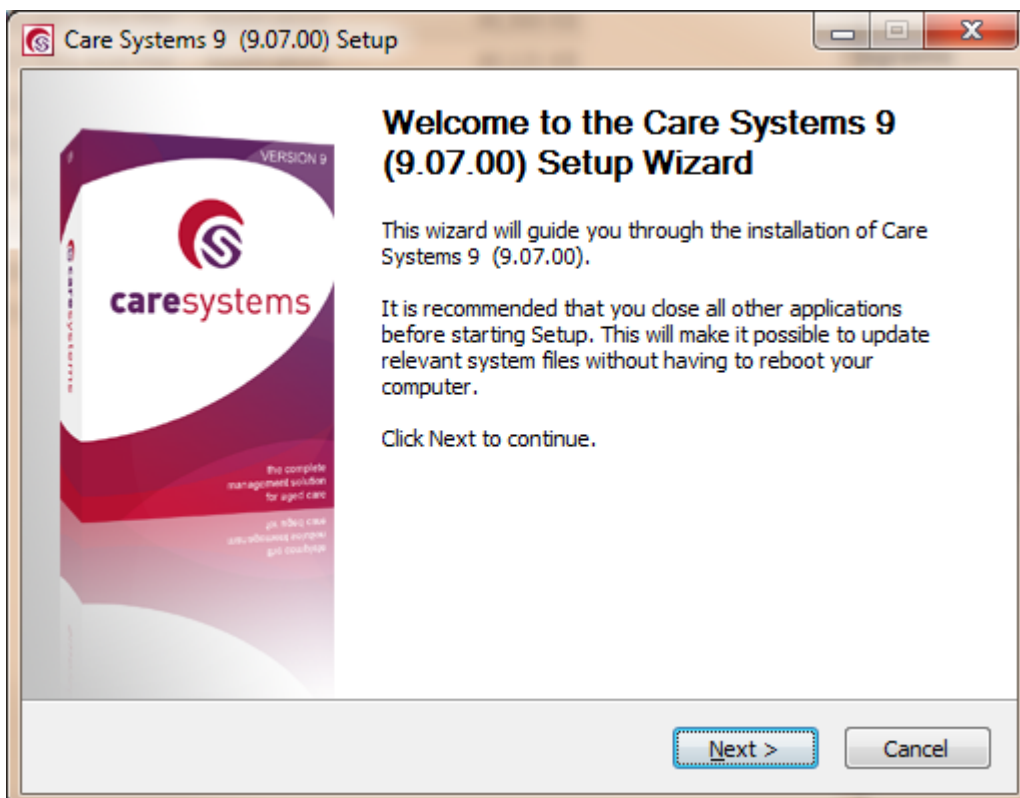 Care Systems 9  (9.07.00) Setup
Welcome to the Care Systems 9
(9.07.00) Setup Wizard
This wizard will guide you through the installation of Care
Systems 9  (9.07.00).
It is recommended that you close all other applications
before starting Setup. This will make it possible to update
relevant system files without having to reboot your
computer.
Click Next to continue.
VERSION 9
caresystems
caresystems
the complete
management solution
for aged care
Next >
Cancel